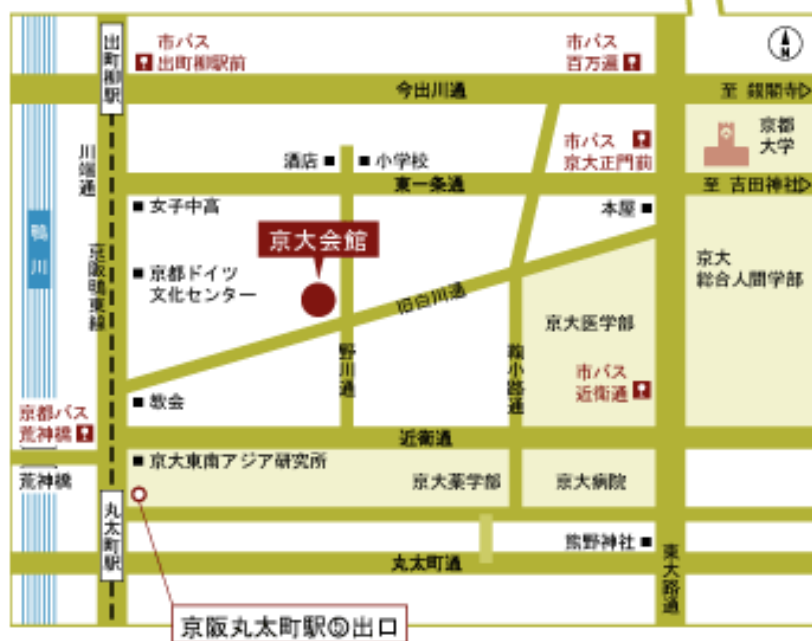 出町柳駅
市バス
出町柳駅前
市バス
百万遍
N
今出川通
至 銀閣寺
川端通
酒店
小学校
市バス
京大正門前
京都
大学
東一条通
至 吉田神社
女子中高
本屋
鴨川
京大会館
京阪鴨東線
京都ドイツ
文化センター
旧白川通
京大
総合人間学部
京大医学部
野川通
鞠小路通
市バス
近衛通
教会
京都バス
荒神橋
近衛通
京大東南アジア研究所
荒神橋
京大薬学部
京大病院
丸太町駅
熊野神社
丸太町通
東大路通
京阪丸太町駅⑤出口